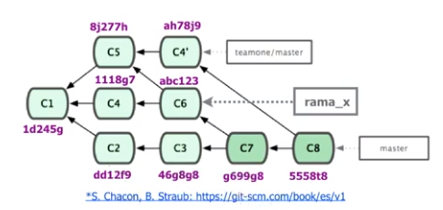 8j277h ah78j9
C5 C4' teamone/master
1118g7 abc123
C1 C4 C6 rama_x
1d245g
C2 C3 C7 C8 master
dd12f9 46g8g8 g699g8 5558t8
*S. Chacon, B. Straub: https://git-scm.com/book/es/v1